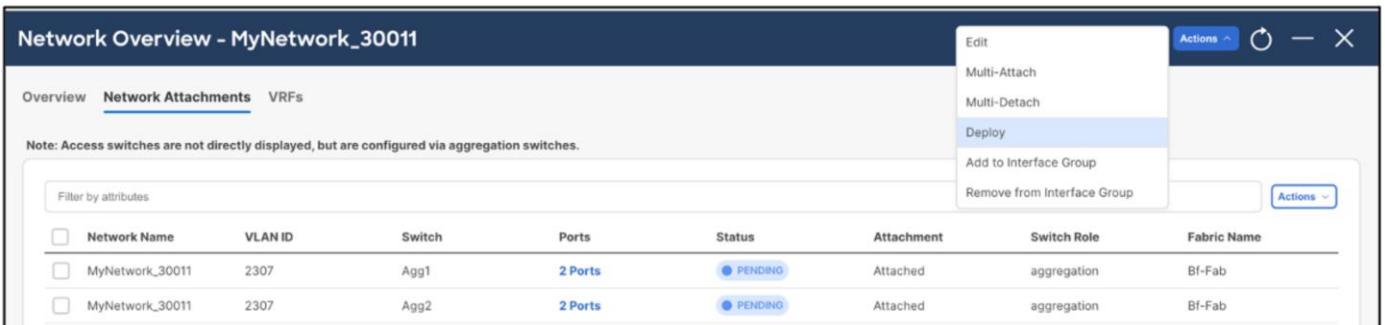 Network Overview - MyNetwork_30011
Actions
Edit
Multi-Attach
Multi-Detach
Deploy
Add to Interface Group
Remove from Interface Group
Overview Network Attachments VRFs
Note: Access switches are not directly displayed, but are configured via aggregation switches.
Filter by attributes
Actions
Network Name VLAN ID Switch Ports Status Attachment Switch Role Fabric Name
MyNetwork_30011 2307 Agg1 2 Ports PENDING Attached aggregation Bf-Fab
MyNetwork_30011 2307 Agg2 2 Ports PENDING Attached aggregation Bf-Fab